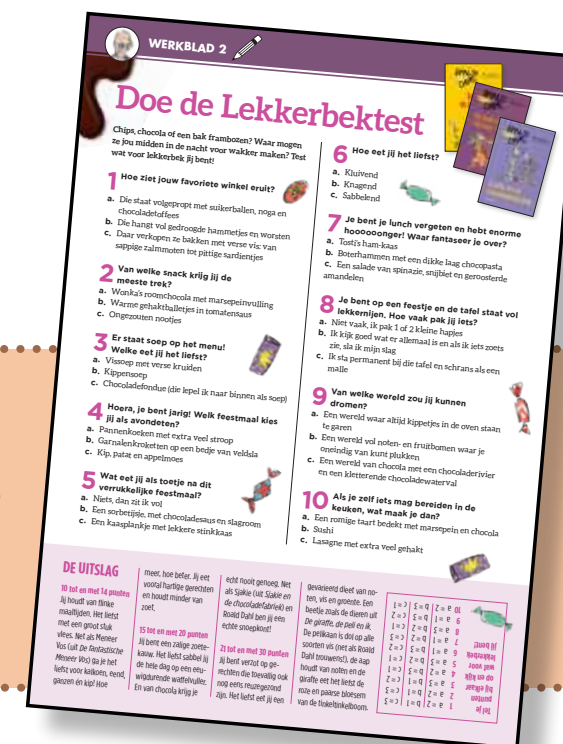 WERKBLAD 2
Doe de Lekkerbektest
Chips, chocola of een bak frambozen? Waar mogen
ze jou midden in de nacht voor wakker maken? Test
wat voor lekkerbek jij bent!
1 Hoe ziet jouw favoriete winkel eruit?
a. Die staat volgepropt met suikerballen, noga en
chocoladetoffees
b. Die hangt vol gedroogde hammetjes en worsten
c. Daar verkopen ze bakken met verse vis: van
sappige zalmmoten tot pittige sardientjes
2 Van welke snack krijg jij de
meeste trek?
a. Wonka's roomchocola met marsepeinvulling
b. Warme gehaktballetjes in tomatensaus
c. Ongezouten nootjes
3 Er staat soep op het menu!
Welke eet jij het liefst?
a. Vissoep met verse kruiden
b. Kippensoep
c. Chocoladefondue (die lepel ik naar binnen als soep)
4 Hoera, je bent jarig! Welk feestmaal kies
jij als avondeten?
a. Pannenkoeken met extra veel stroop
b. Garnalenkroketten op een bedje van veldsla
c. Kip, patat en appelmoes
5 Wat eet jij als toetje na dit
verrukkelijke feestmaal?
a. Niets, dan zit ik vol
b. Een sorbetijsje, met chocoladesaus en slagroom
c. Een kaasplankje met lekkere stinkkaas
6 Hoe eet jij het liefst?
a. Kluivend
b. Knagend
c. Sabbelend
7 Je bent je lunch vergeten en hebt enorme
hooooonger! Waar fantaseer je over?
a. Tosti's ham-kaas
b. Boterhammen met een dikke laag chocopasta
c. Een salade van spinazie, snijbiet en geroosterde
amandelen
8 Je bent op een feestje en de tafel staat vol
lekkernijen. Hoe vaak pak jij iets?
a. Niet vaak, ik pak 1 of 2 kleine hapjes
b. Ik kijk goed wat er allemaal is en als ik iets zoets
zie, sla ik mijn slag
c. Ik sta permanent bij die tafel en schrans als een
malle
9 Van welke wereld zou jij kunnen
dromen?
a. Een wereld waar altijd kippetjes in de oven staan
te garen
b. Een wereld vol noten- en fruitbomen waar je
oneindig van kunt plukken
c. Een wereld van chocola met een chocoladerivier
en een kletterende chocoladewaterval
10 Als je zelf iets mag bereiden in de
keuken, wat maak je dan?
a. Een romige taart bedekt met marsepein en chocola
b. Sushi
c. Lasagne met extra veel gehakt
DE UITSLAG
10 tot en met 14 punten
Jij houdt van flinke
maaltijden. Het liefst
met een groot stuk
vlees. Net als Meneer
Vos (uit De fantastische
Meneer Vos) ga je het
liefst voor kalkoen, eend,
ganzen én kip! Hoe
meer, hoe beter. Jij eet
vooral hartige gerechten
en houdt minder van
zoet.
15 tot en met 20 punten
Jij bent een zalige zoete-
kauw. Het liefst sabbel jij
de hele dag op een eeu-
wigdurende wattelvuller.
En van chocola krijg je
echt nooit genoeg. Net
als Sjakie (uit Sjakie en
de chocoladefabriek) en
Roald Dahl ben jij een
echte snoepkont!
21 tot en met 30 punten
Jij bent verzot op ge-
rechten die toevallig ook
nog eens reuzegezond
zijn. Het liefst eet jij een
gevarieerd dieet van no-
ten, vis en groente. Een
beetje zoals de dieren uit
De giraffe, de peli en ik.
De pelikaan is dol op alle
soorten vis (net als Roald
Dahl trouwens!), de aap
houdt van noten en de
giraffe eet het liefst de
roze en paarse bloesem
van de tinkeltinkelboom.
Tel je
punten
bij elkaar
op en kijk
wat voor
lekkerbek
jij bent!